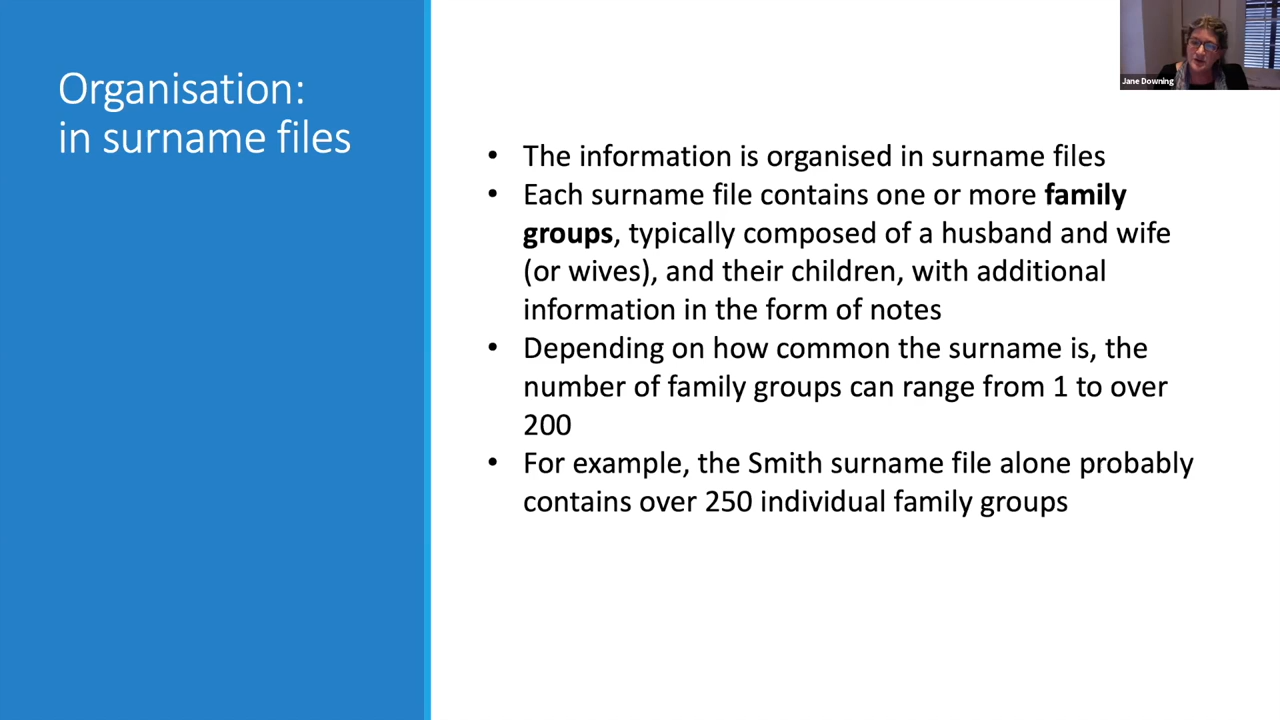 Organisation:
in surname files
Jane Downing
• The information is organised in surname files
• Each surname file contains one or more family
groups, typically composed of a husband and wife
(or wives), and their children, with additional
information in the form of notes
• Depending on how common the surname is, the
number of family groups can range from 1 to over
200
• For example, the Smith surname file alone probably
contains over 250 individual family groups